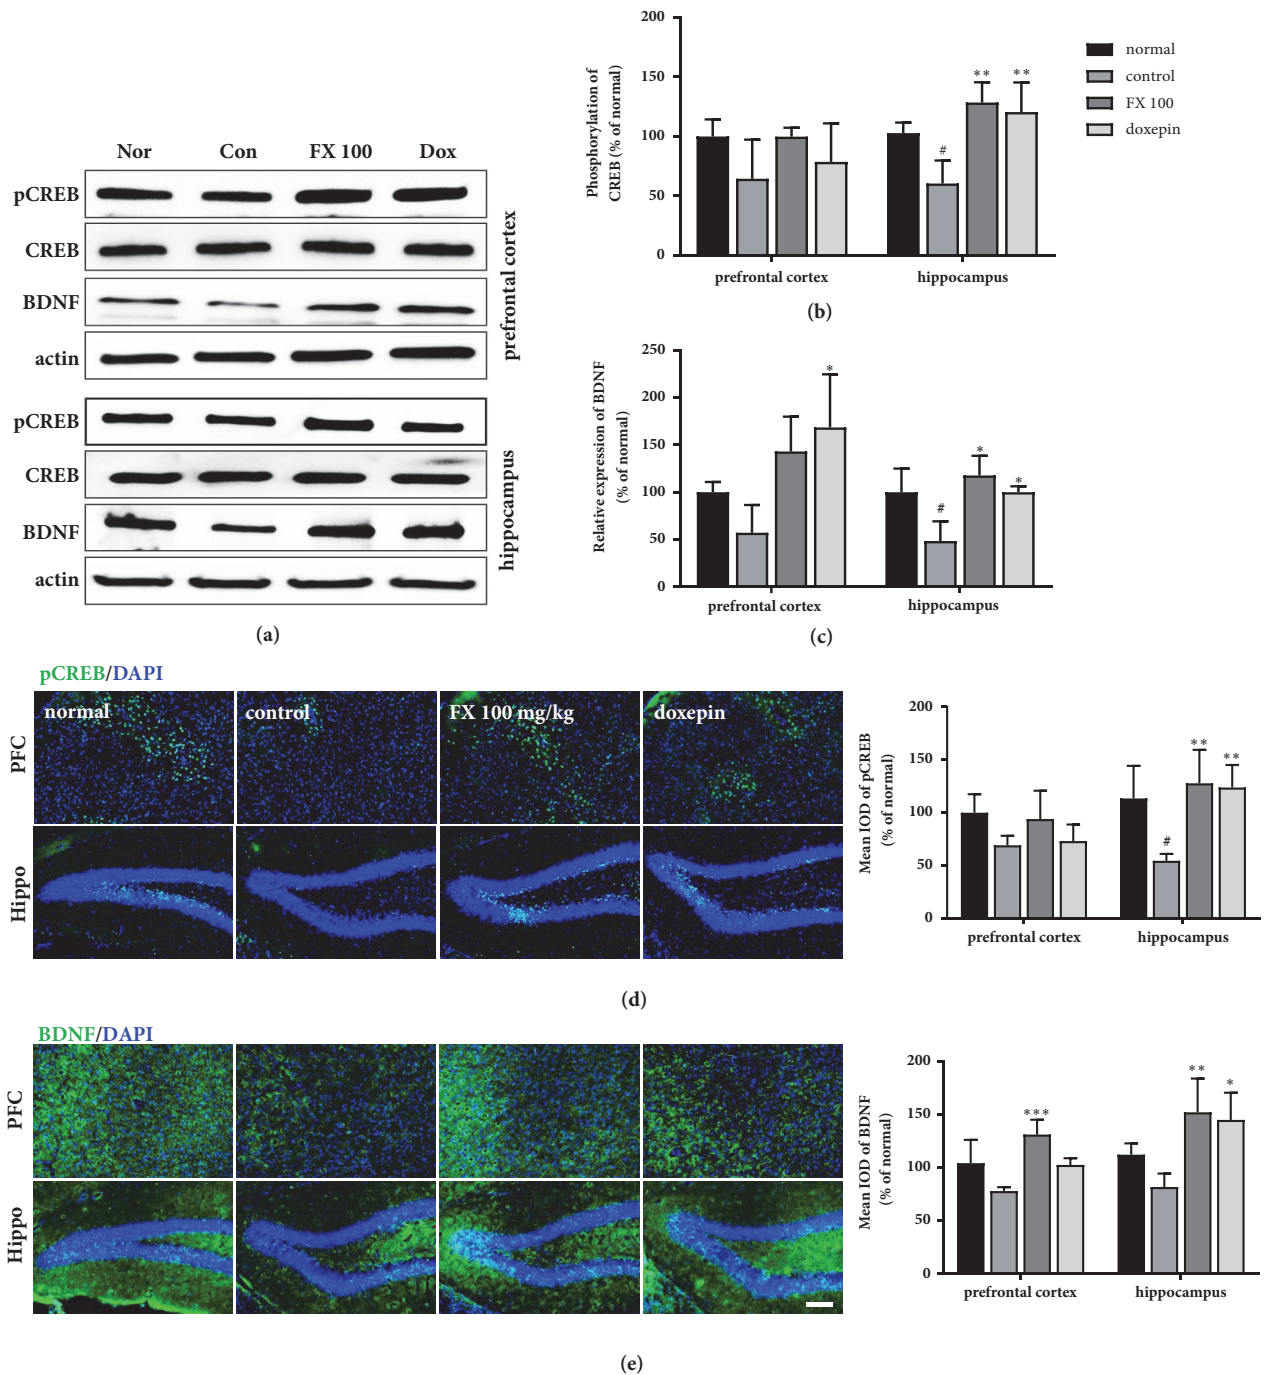 Nor Con FX 100 Dox
pCREB
CREB
BDNF
actin
prefrontal cortex
pCREB
CREB
BDNF
actin
hippocampus
(a)
Phosphorylation of
CREB (% of normal)
200
150
100
50
0
# ** **
prefrontal cortex hippocampus
normal
control
FX 100
doxepin
(b)
Relative expression of BDNF
(% of normal)
250
200
150
100
50
0
* # * *
prefrontal cortex hippocampus
(c)
pCREB/DAPI
normal control FX 100 mg/kg doxepin
PFC
Hippo
Mean IOD of pCREB
(% of normal)
200
150
100
50
0
# ** **
prefrontal cortex hippocampus
(d)
BDNF/DAPI
PFC
Hippo
Mean IOD of BDNF
(% of normal)
200
150
100
50
0
*** ** *
prefrontal cortex hippocampus
(e)